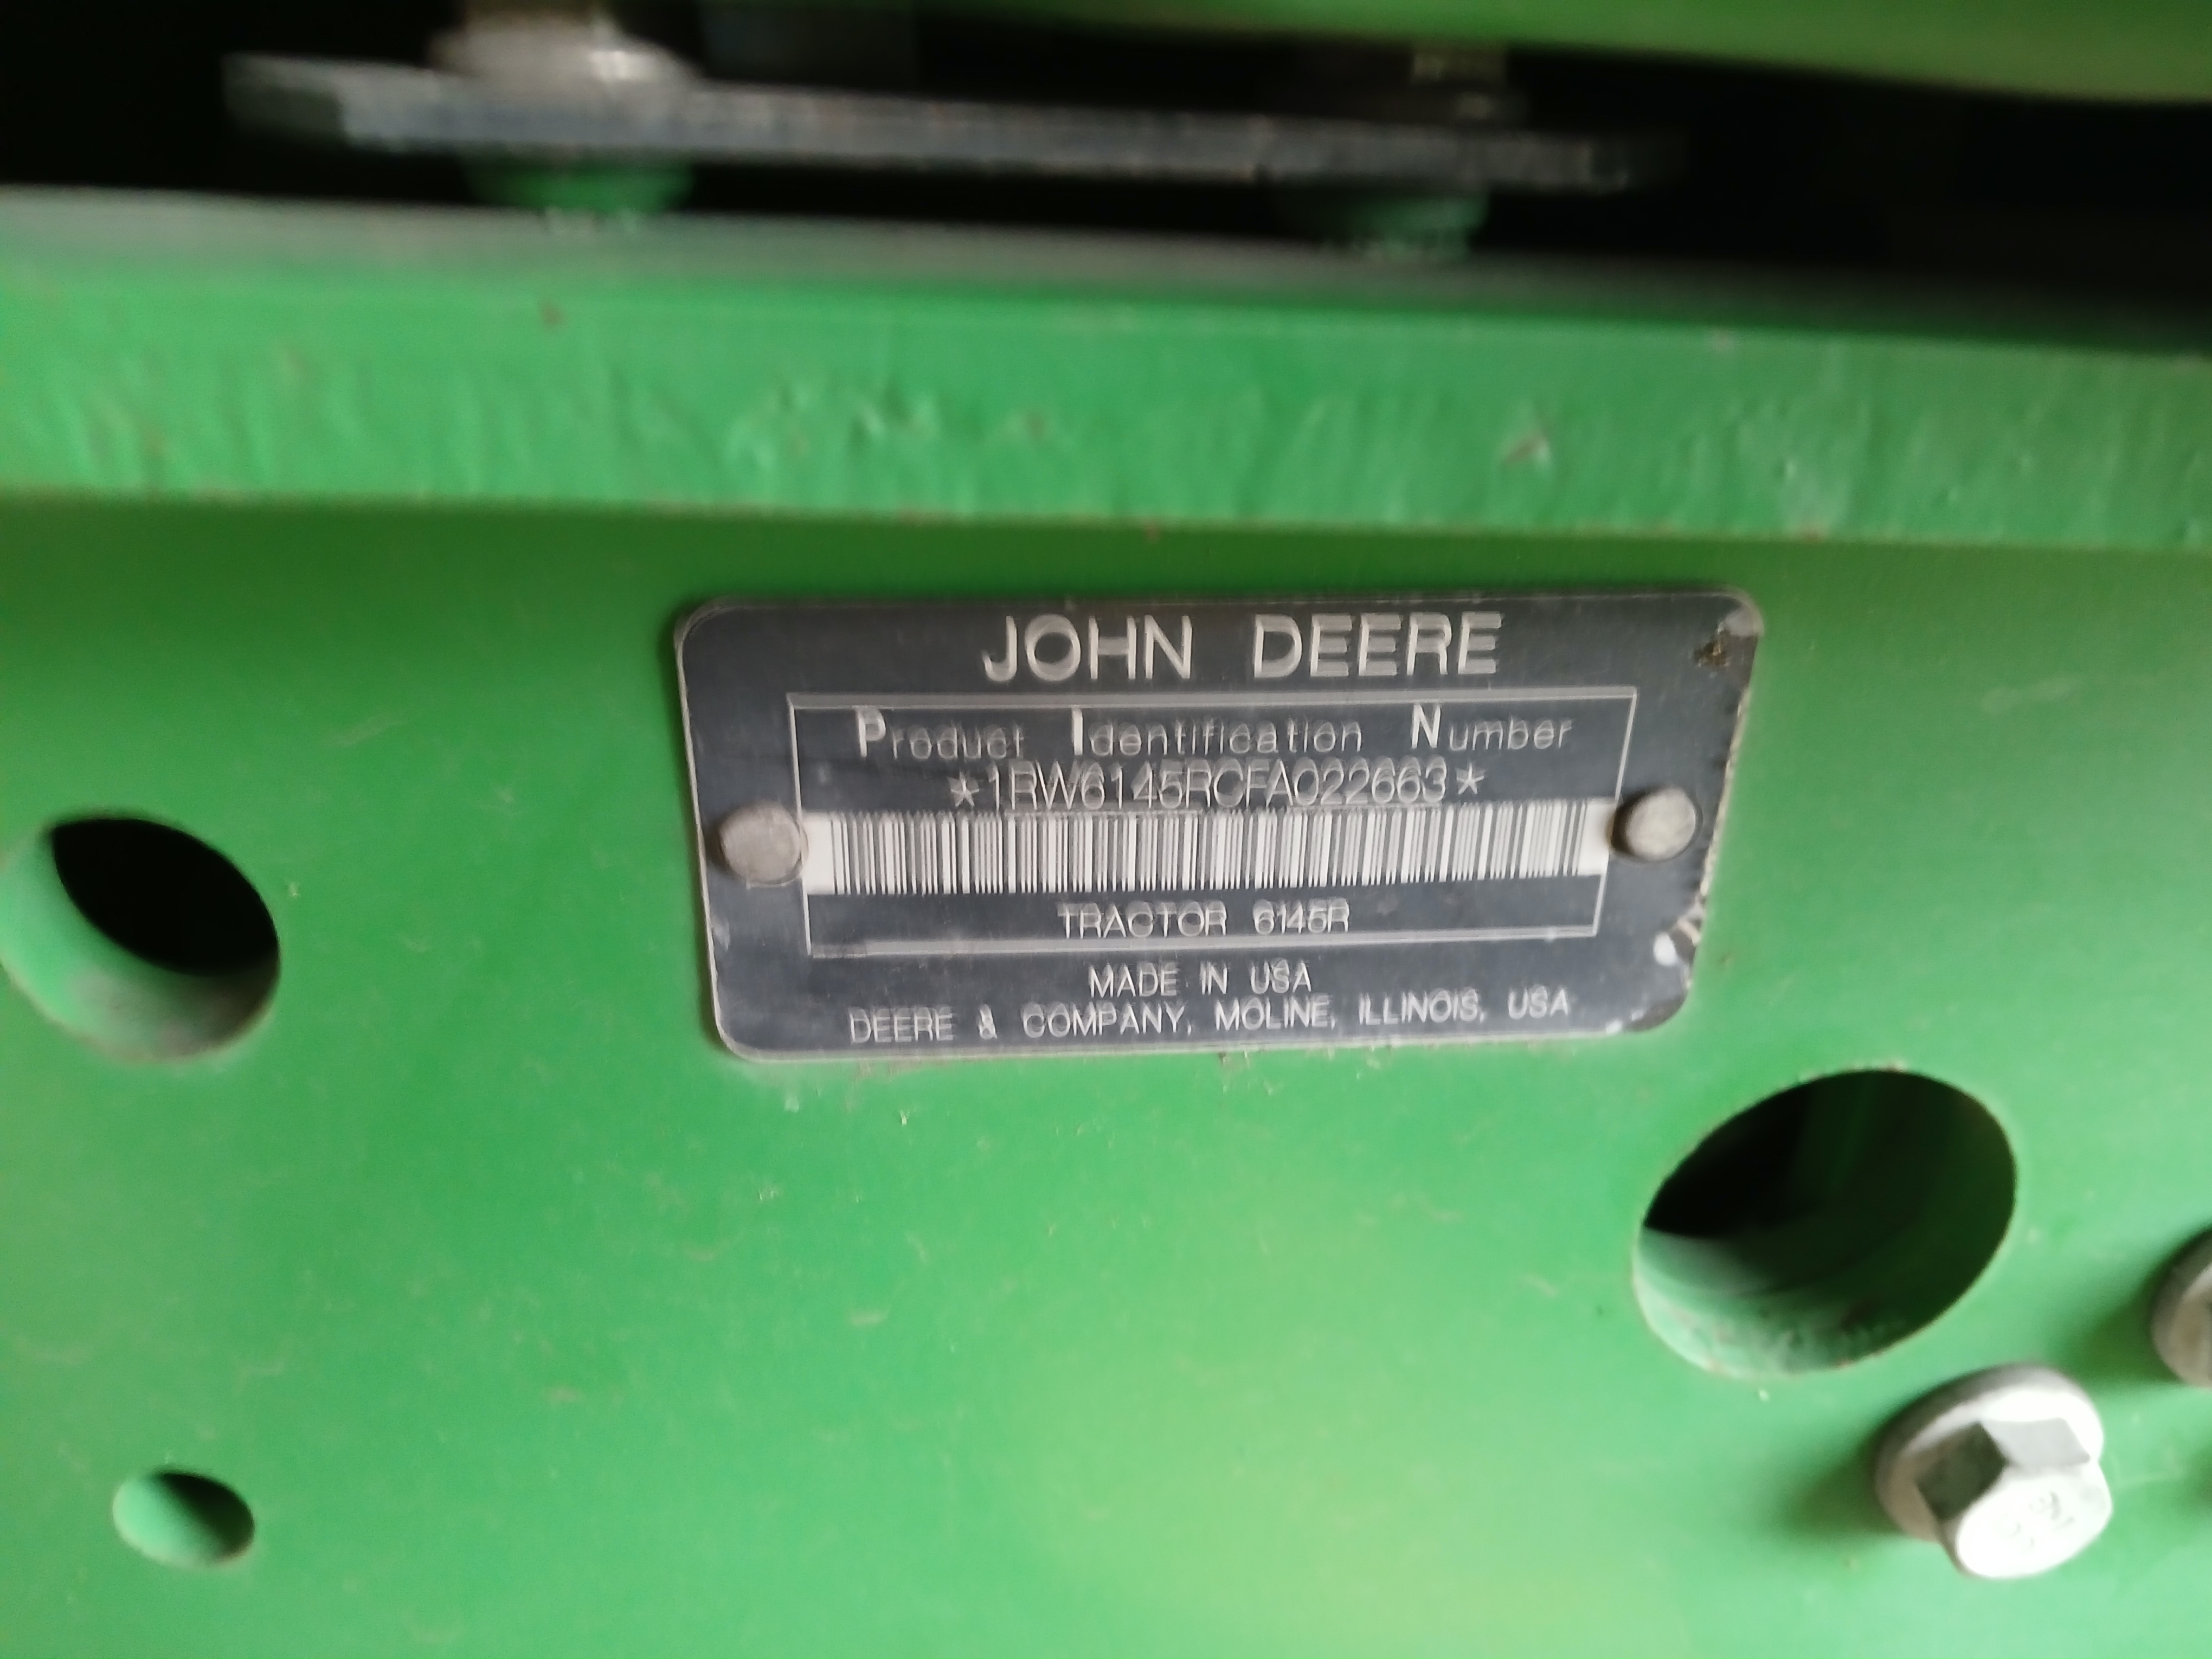 JOHN DEERE
Product Identification Number
*1RW6145RCFA022663*
TRACTOR 6145R
MADE IN USA
DEERE & COMPANY, MOLINE, ILLINOIS, USA